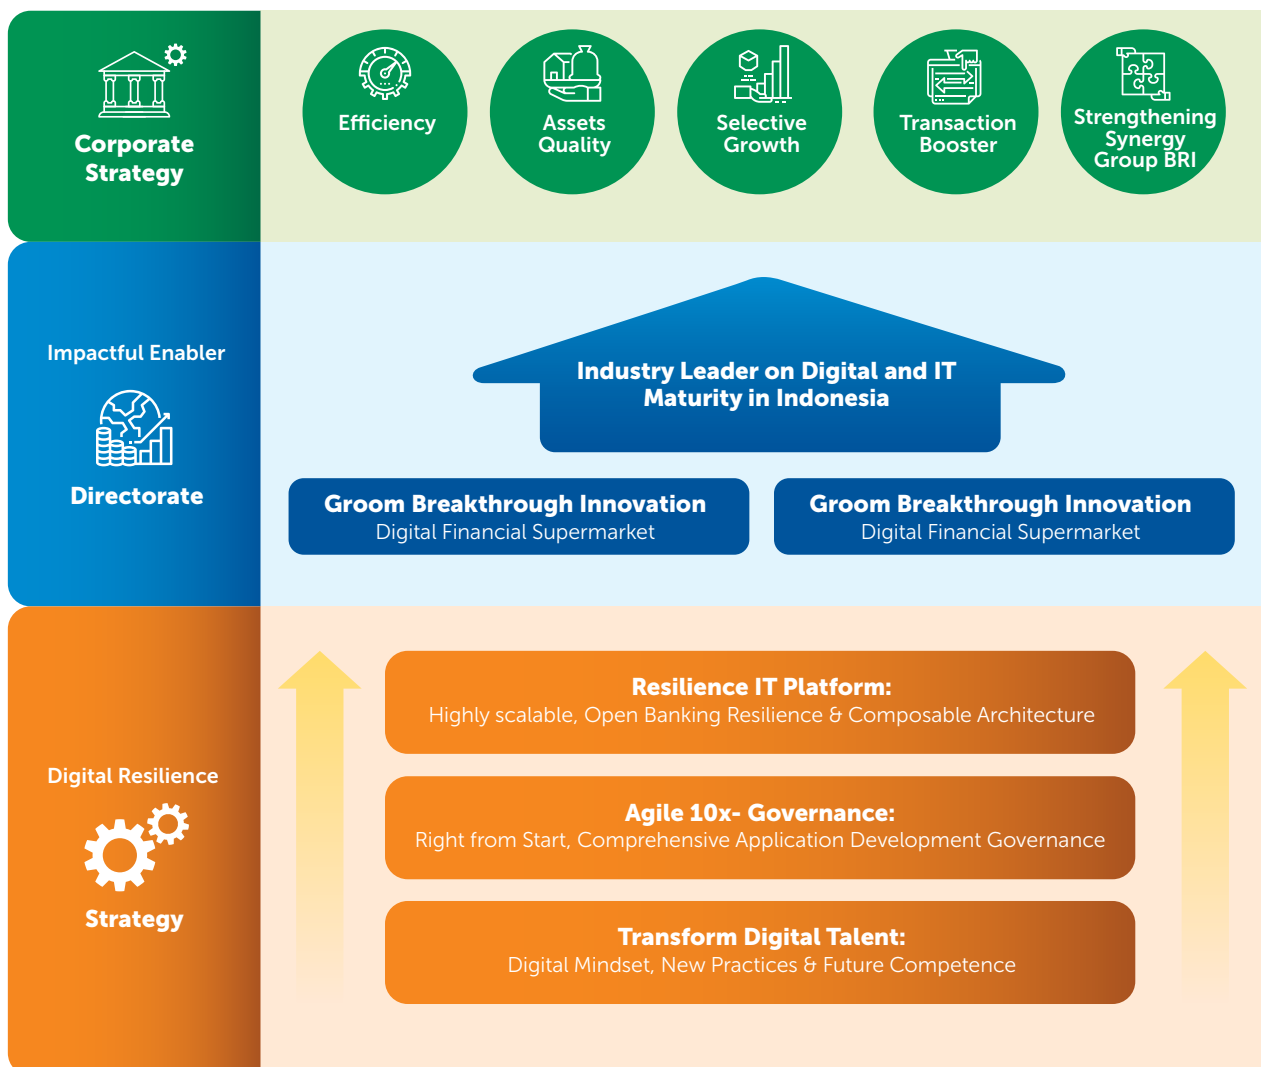 Corporate
Strategy
Efficiency
Assets
Quality
Selective
Growth
Transaction
Booster
Strengthening
Synergy
Group BRI
Impactful Enabler
Directorate
Industry Leader on Digital and IT
Maturity in Indonesia
Groom Breakthrough Innovation
Digital Financial Supermarket
Groom Breakthrough Innovation
Digital Financial Supermarket
Digital Resilience
Strategy
Resilience IT Platform:
Highly scalable, Open Banking Resilience & Composable Architecture
Agile 10x- Governance:
Right from Start, Comprehensive Application Development Governance
Transform Digital Talent:
Digital Mindset, New Practices & Future Competence